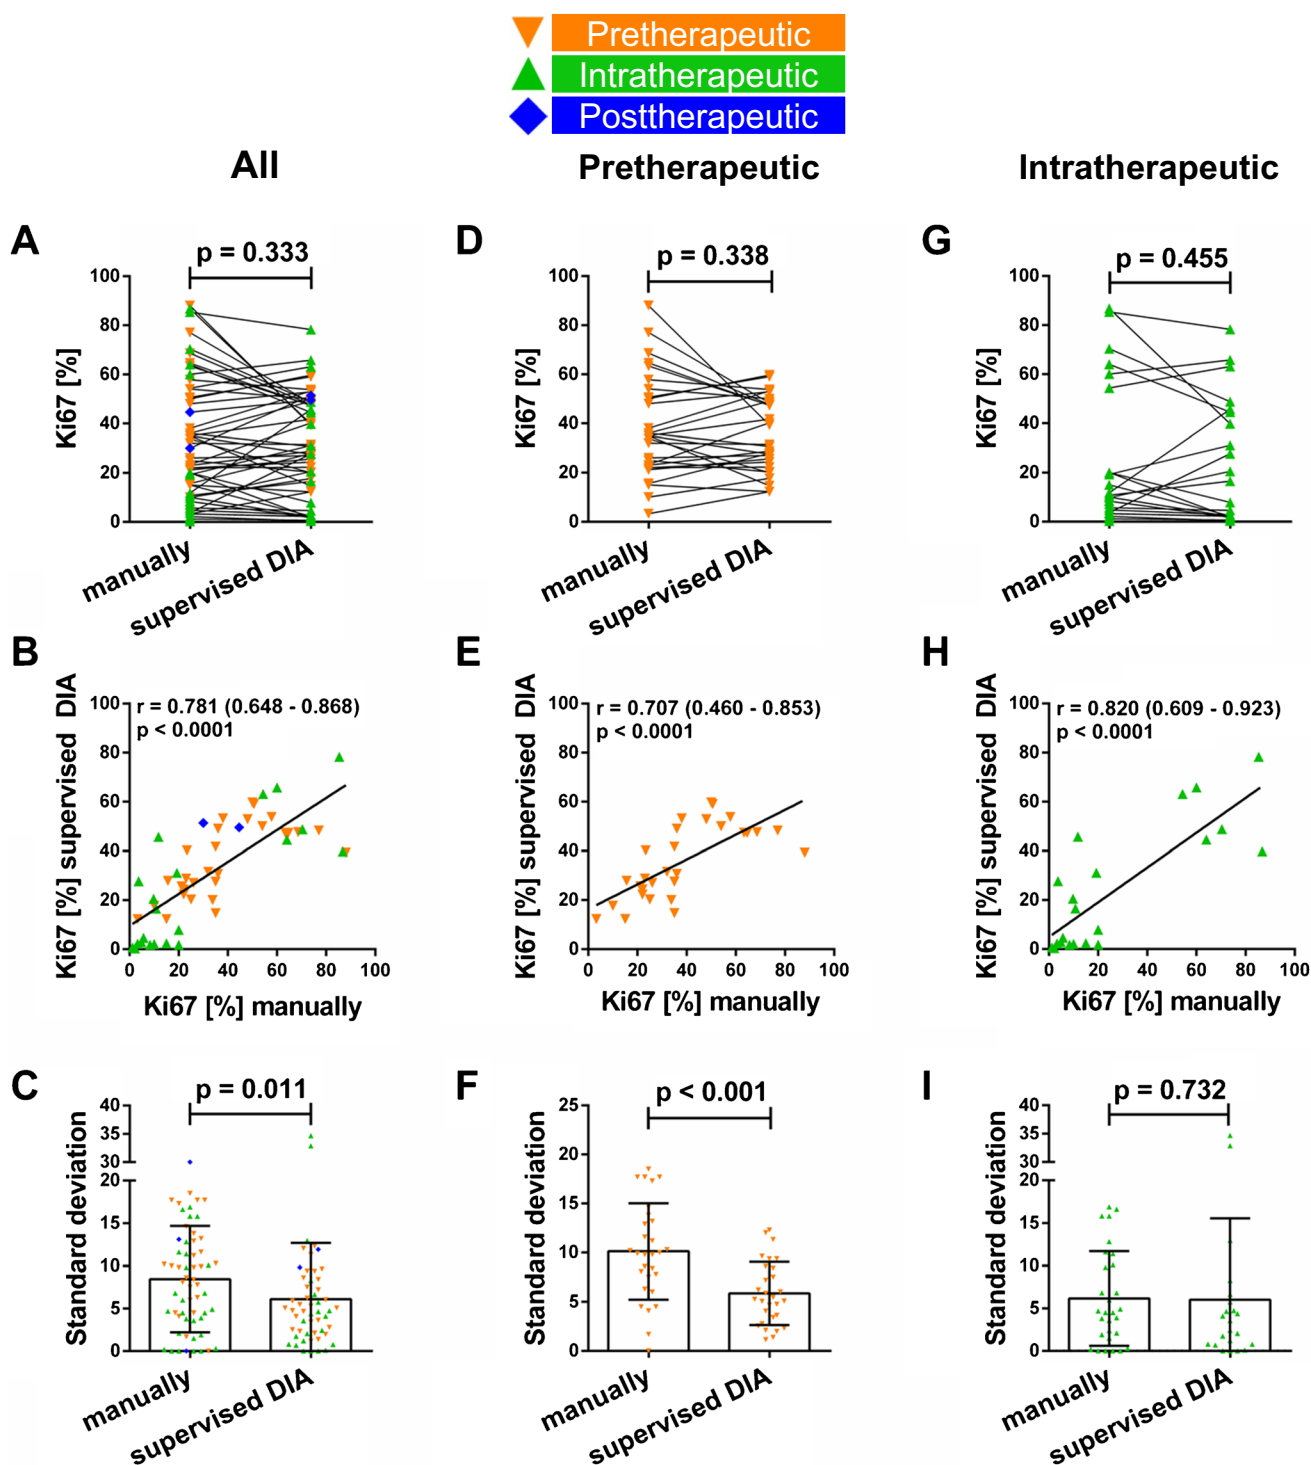 Pretherapeutic
Intratherapeutic
Posttherapeutic
All
Pretherapeutic
Intratherapeutic
A
p = 0.333
Ki67 [%]
100
80
60
40
20
0
manually
supervised DIA
D
p = 0.338
Ki67 [%]
100
80
60
40
20
0
manually
supervised DIA
G
p = 0.455
Ki67 [%]
100
80
60
40
20
0
manually
supervised DIA
B
r = 0.781 (0.648 - 0.868)
p < 0.0001
Ki67 [%] supervised DIA
100
80
60
40
20
0
0 20 40 60 80 100
Ki67 [%] manually
E
r = 0.707 (0.460 - 0.853)
p < 0.0001
Ki67 [%] supervised DIA
100
80
60
40
20
0
0 20 40 60 80 100
Ki67 [%] manually
H
r = 0.820 (0.609 - 0.923)
p < 0.0001
Ki67 [%] supervised DIA
100
80
60
40
20
0
0 20 40 60 80 100
Ki67 [%] manually
C
p = 0.011
Standard deviation
40
35
30
20
15
10
5
0
manually
supervised DIA
F
p < 0.001
Standard deviation
25
20
15
10
5
0
manually
supervised DIA
I
p = 0.732
Standard deviation
40
35
30
20
15
10
5
0
manually
supervised DIA